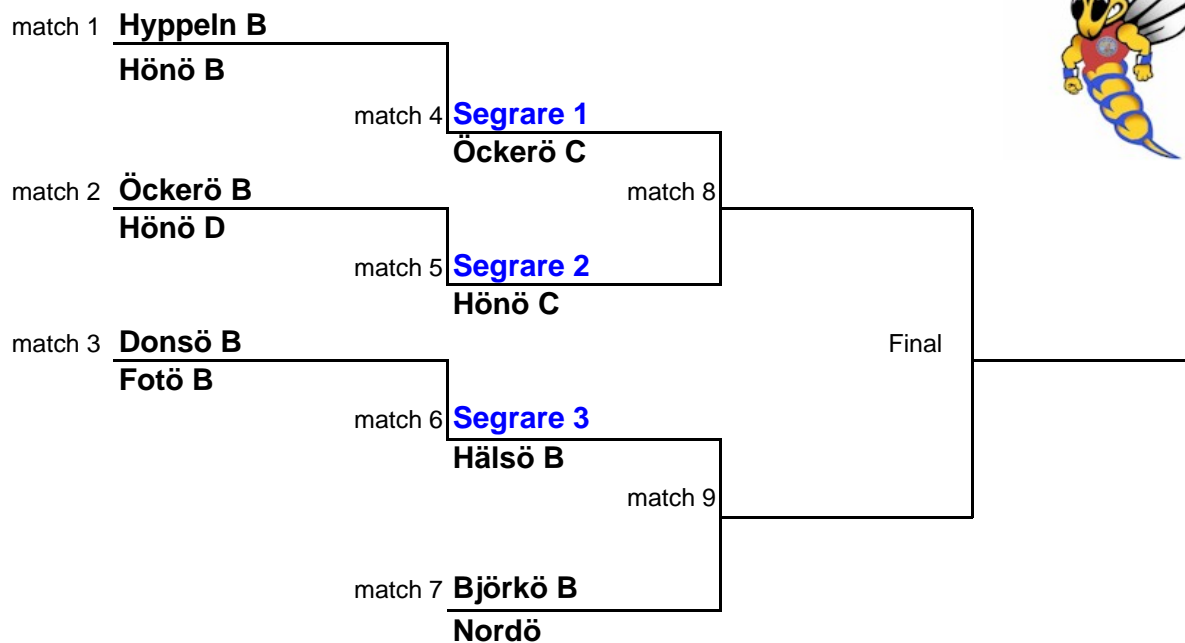 match 1 Hyppeln B
Hönö B
match 4 Segrare 1
Öckerö C
match 2 Öckerö B match 8
Hönö D
match 5 Segrare 2
Hönö C
match 3 Donsö B Final
Fotö B
match 6 Segrare 3
Hälsö B
match 9
match 7 Björkö B
Nordö